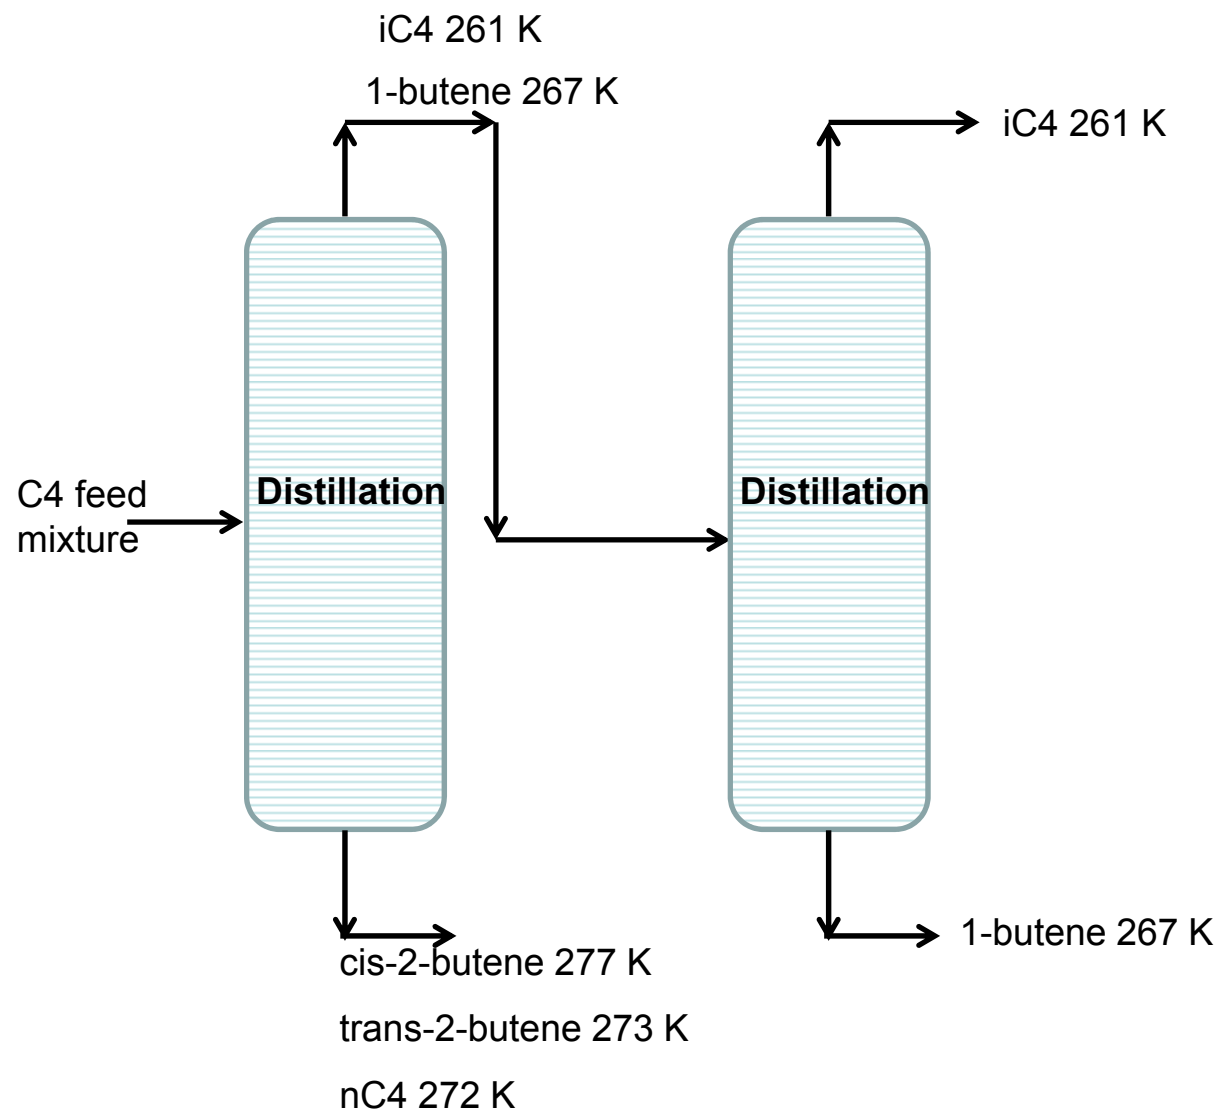 iC4 261 K
1-butene 267 K
iC4 261 K
C4 feed
mixture
Distillation
Distillation
1-butene 267 K
cis-2-butene 277 K
trans-2-butene 273 K
nC4 272 K